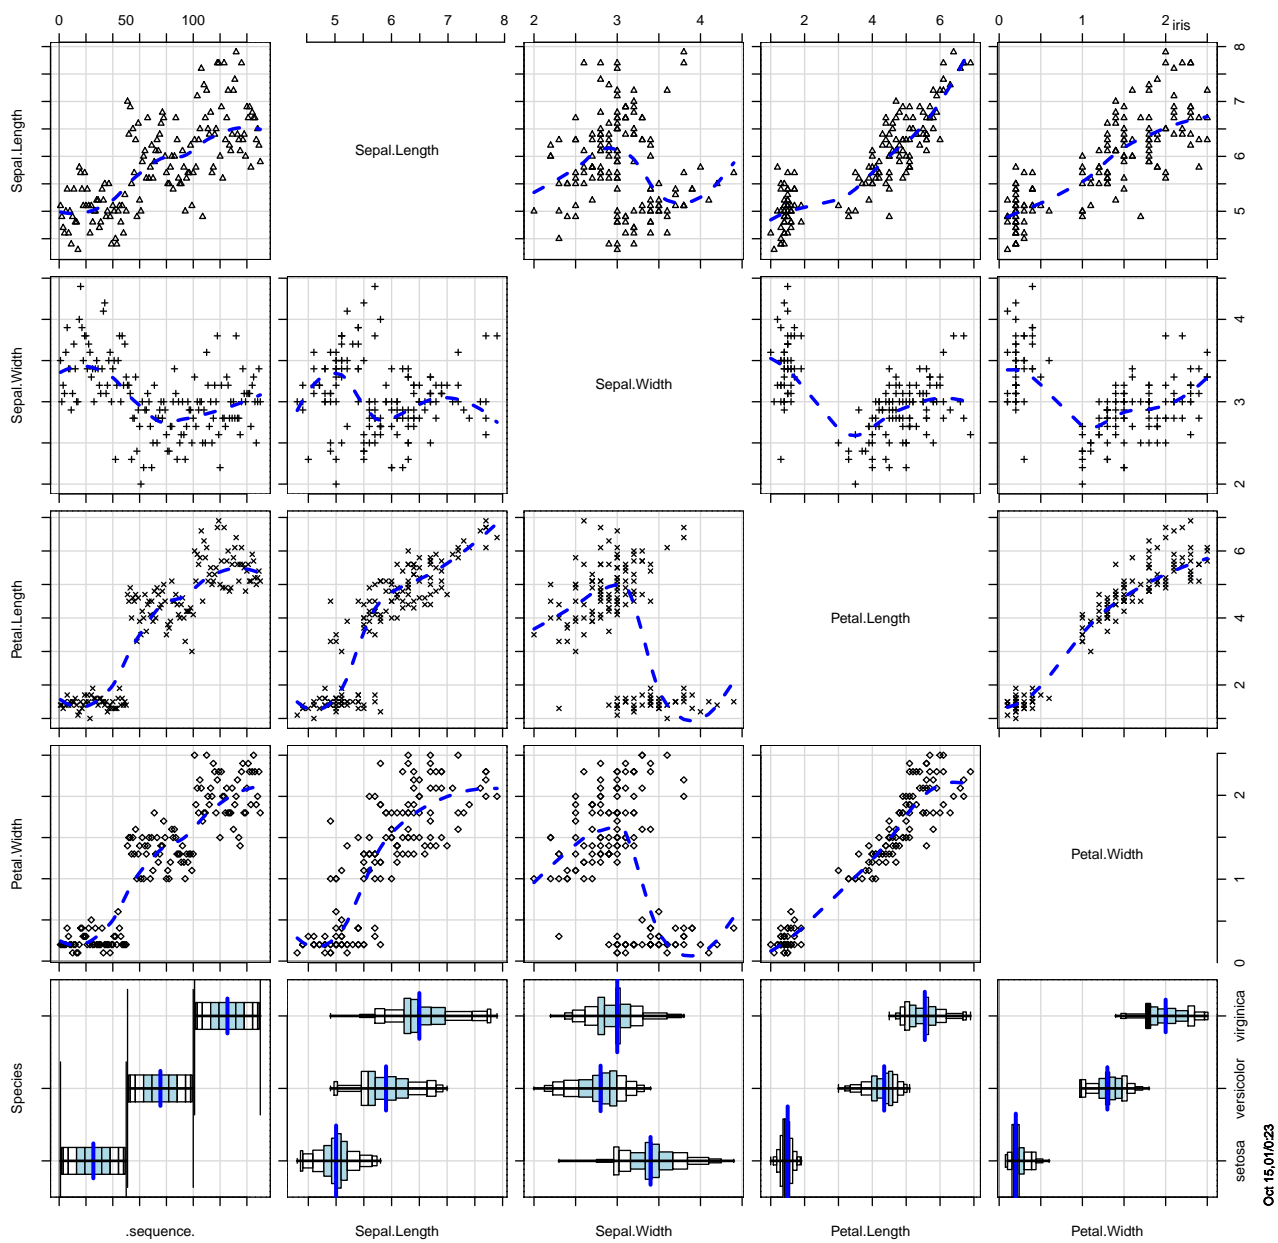 0 50 100 5 6 7 8 2 3 4 2 4 6 0 1 2 iris
Sepal.Length
Sepal.Length
5 6 7 8
Sepal.Width
Sepal.Width
2 3 4
Petal.Length
Petal.Length
2 4 6
Petal.Width
Petal.Width
0 1 2
Species
setosa versicolor virginica
.sequence. Sepal.Length Sepal.Width Petal.Length Petal.Width
Oct 15,01/0:23